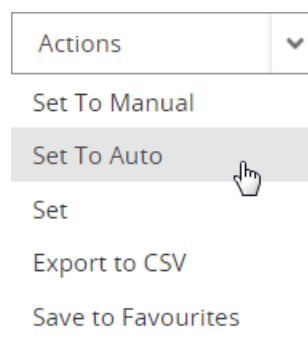 Actions
Set To Manual
Set To Auto
Set
Export to CSV
Save to Favourites